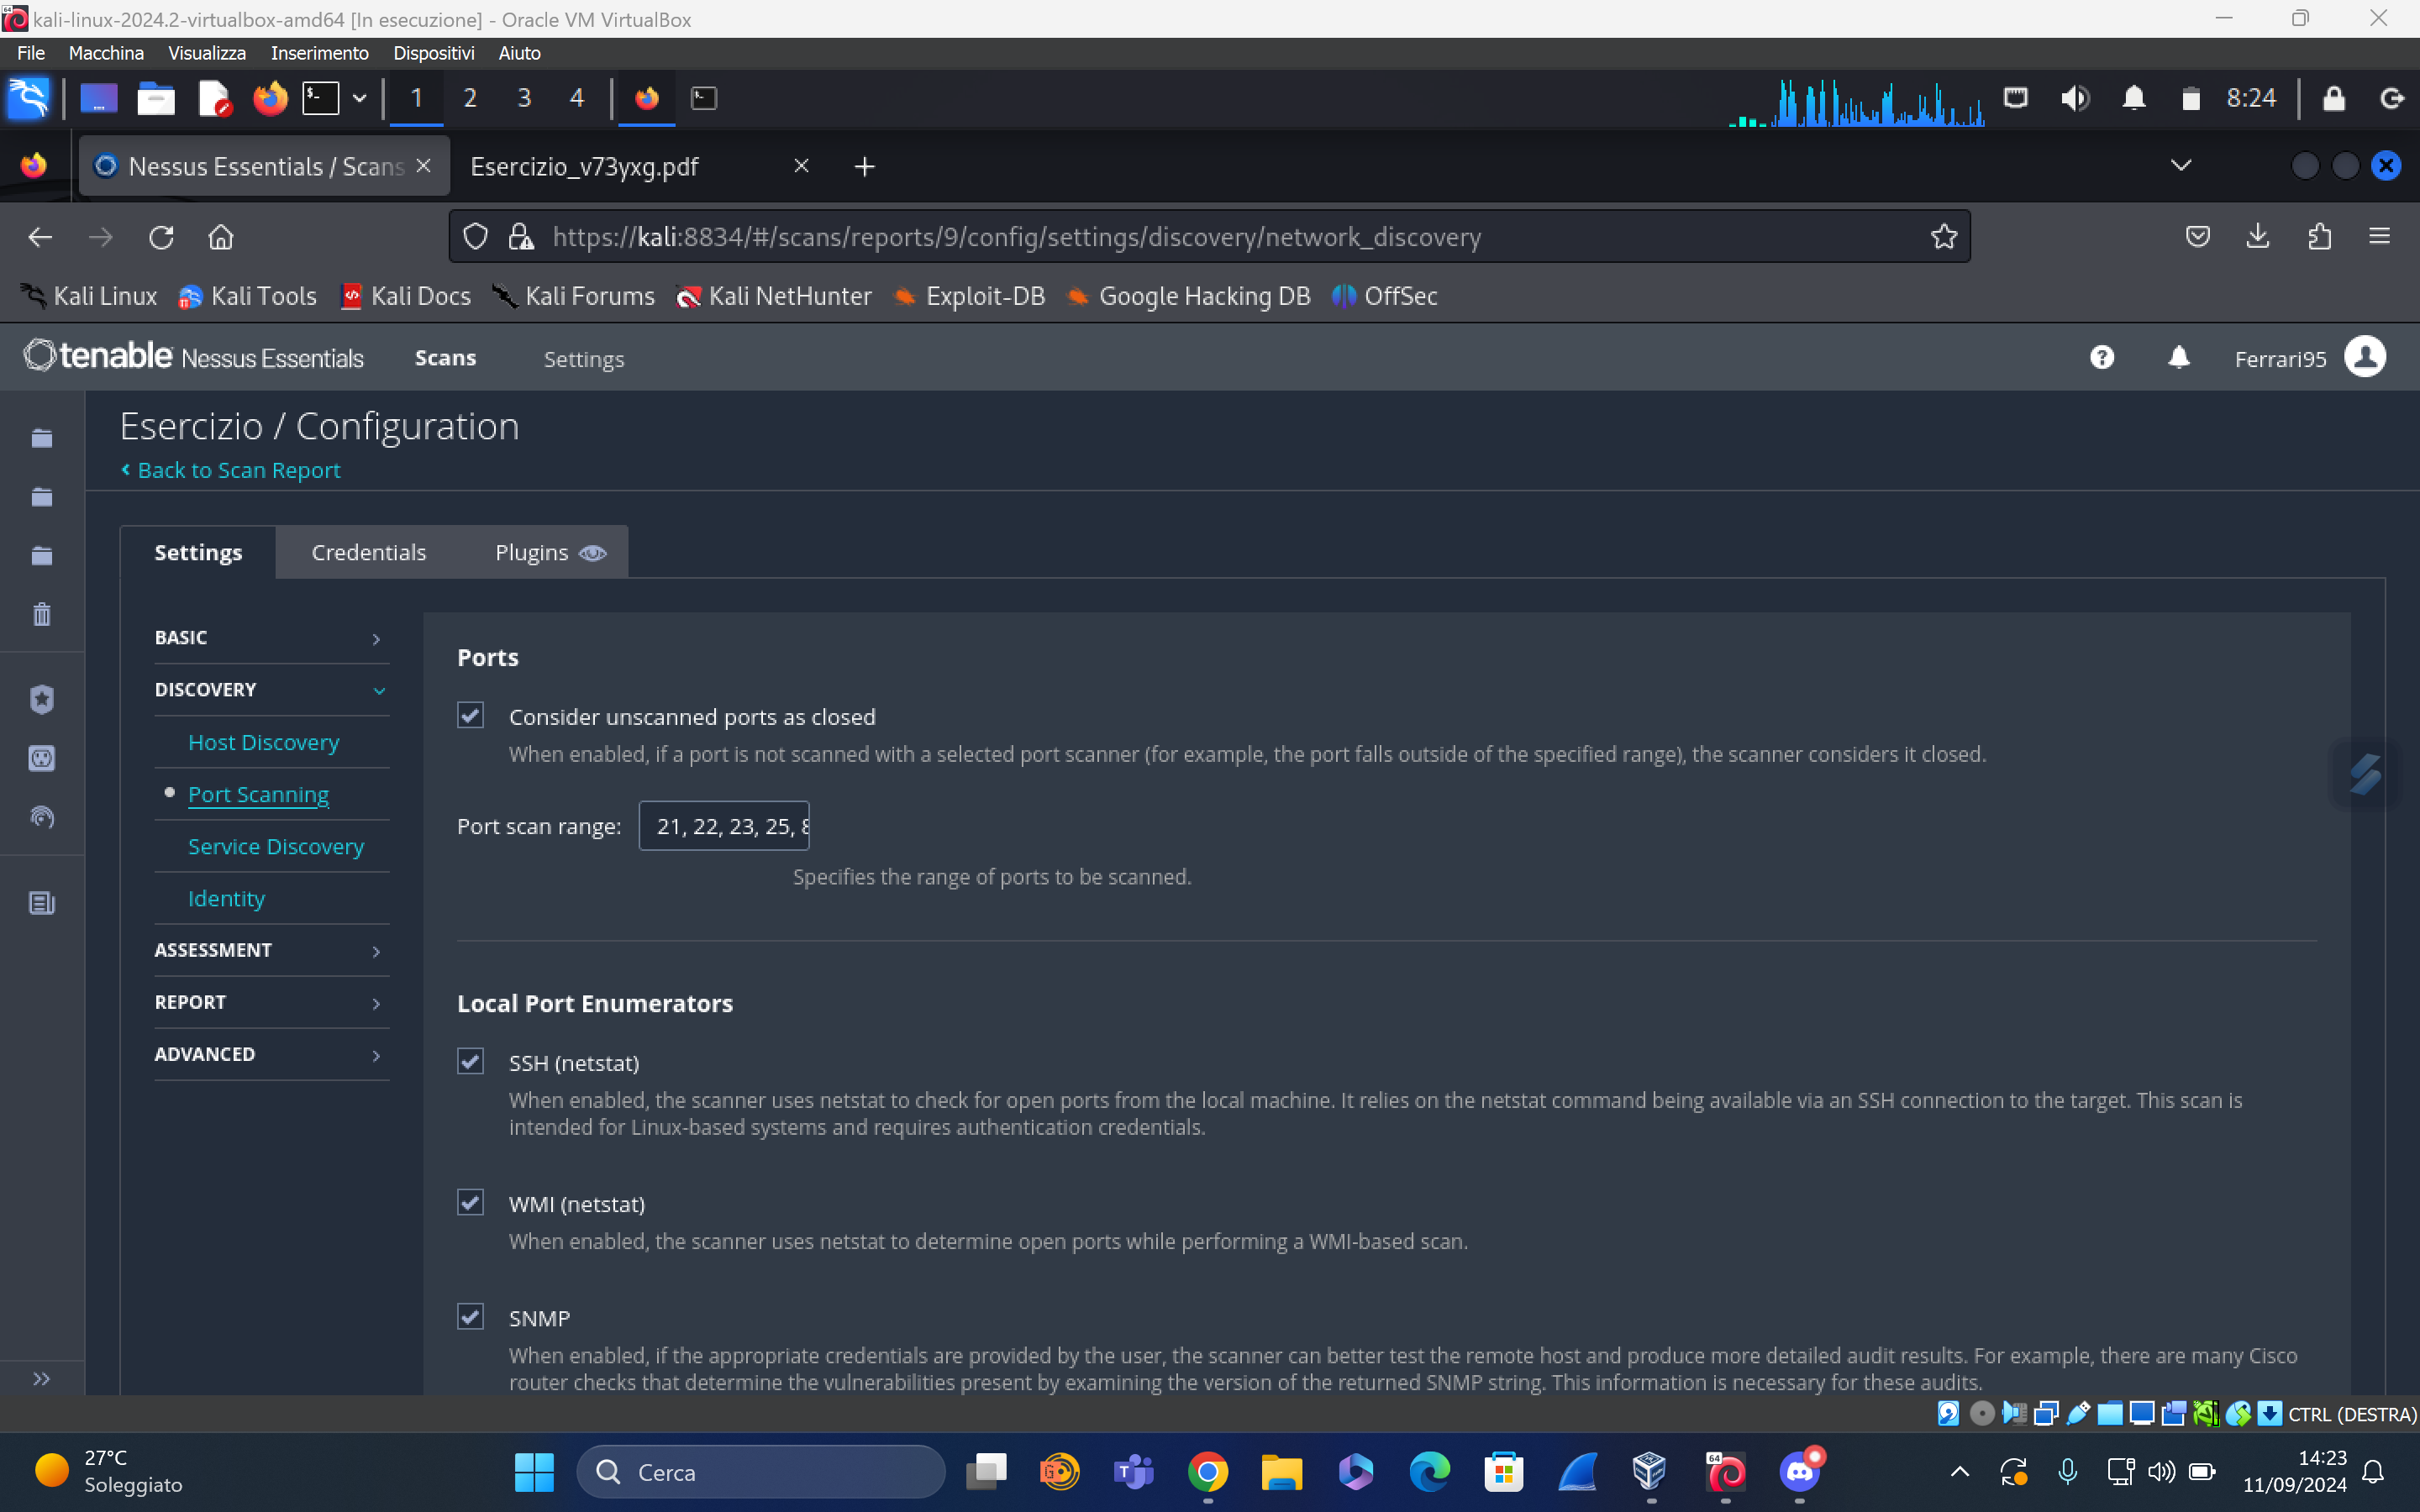 kali-linux-2024.2-virtualbox-amd64 [In esecuzione] - Oracle VM VirtualBox
File Macchina Visualizza Inserimento Dispositivi Aiuto
1 2 3 4 8:24
Nessus Essentials / Scans Esercizio_v73yxg.pdf
https://kali:8834/#/scans/reports/9/config/settings/discovery/network_discovery
Kali Linux Kali Tools Kali Docs Kali Forums Kali NetHunter Exploit-DB Google Hacking DB OffSec
tenable Nessus Essentials Scans Settings Ferrari95
Esercizio / Configuration
Back to Scan Report
Settings Credentials Plugins
BASIC
DISCOVERY
Host Discovery
Port Scanning
Service Discovery
Identity
ASSESSMENT
REPORT
ADVANCED
Ports
Consider unscanned ports as closed
When enabled, if a port is not scanned with a selected port scanner (for example, the port falls outside of the specified range), the scanner considers it closed.
Port scan range: 21, 22, 23, 25,
Specifies the range of ports to be scanned.
Local Port Enumerators
SSH (netstat)
When enabled, the scanner uses netstat to check for open ports from the local machine. It relies on the netstat command being available via an SSH connection to the target. This scan is
intended for Linux-based systems and requires authentication credentials.
WMI (netstat)
When enabled, the scanner uses netstat to determine open ports while performing a WMI-based scan.
SNMP
When enabled, if the appropriate credentials are provided by the user, the scanner can better test the remote host and produce more detailed audit results. For example, there are many Cisco
router checks that determine the vulnerabilities present by examining the version of the returned SNMP string. This information is necessary for these audits.
CTRL (DESTRA)
27°C
Soleggiato
Cerca
14:23
11/09/2024